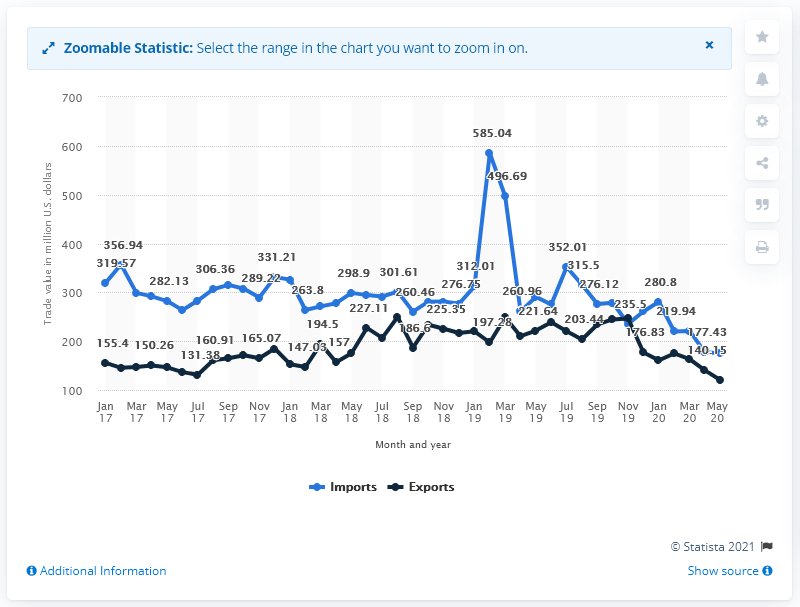 Zoomable Statistic: Select the range in the chart you want to zoom in on.
×
700
600
500
400
300
200
100
Trade value in million U.S. dollars
585.04
496.69
356.94
319.57
282.13
306.36
289.22
331.21
263.8
298.9
301.61
260.46
276.75
312.01
260.96
352.01
315.5
276.12
235.5
280.8
219.94
177.43
155.4
150.26
131.38
160.91
165.07
147.03
194.5
157
227.11
186.6
225.35
197.28
221.64
203.44
176.83
140.15
Jan 17
Mar 17
May 17
Jul 17
Sep 17
Nov 17
Jan 18
Mar 18
May 18
Jul 18
Sep 18
Nov 18
Jan 19
Mar 19
May 19
Jul 19
Sep 19
Nov 19
Jan 20
Mar 20
May 20
Month and year
Imports Exports
© Statista 2021
Additional Information
Show source